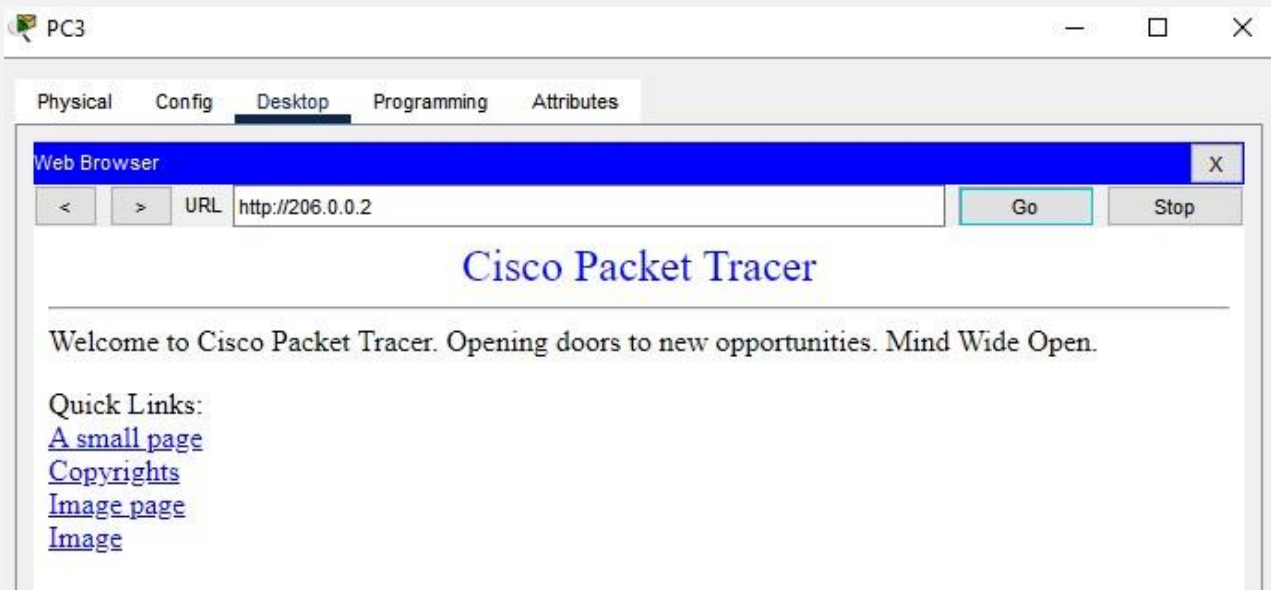 PC3
Physical Config Desktop Programming Attributes
Web Browser X
< > URL http://206.0.0.2 Go Stop
Cisco Packet Tracer
Welcome to Cisco Packet Tracer. Opening doors to new opportunities. Mind Wide Open.
Quick Links:
A small page
Copyrights
Image page
Image